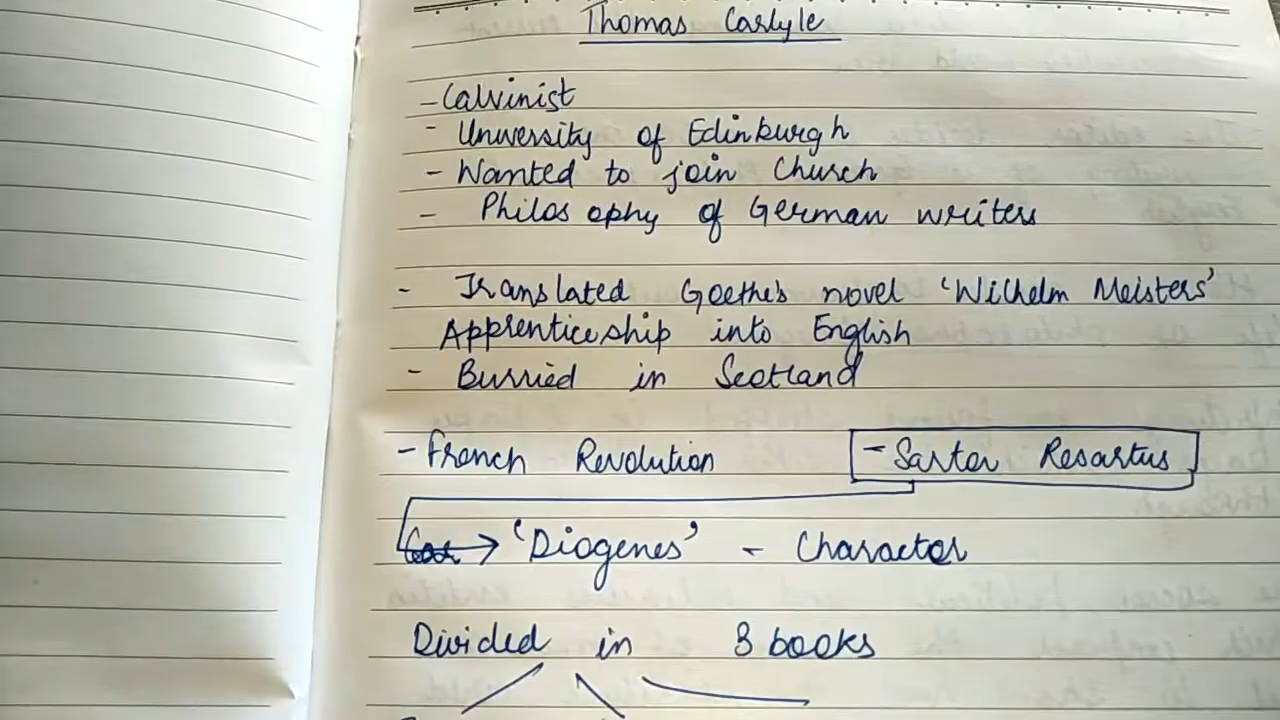 Thomas Carlyle
- Calvinist
- University of Edinburgh
- Wanted to join Church
- Philosophy of German writers
- Translated Goethe's novel 'Wilhelm Meisters'
Apprenticeship into English
- Burried in Scotland
- French Revolution - Sartor Resartus
'Diogenes' - Character
Divided in 3 books